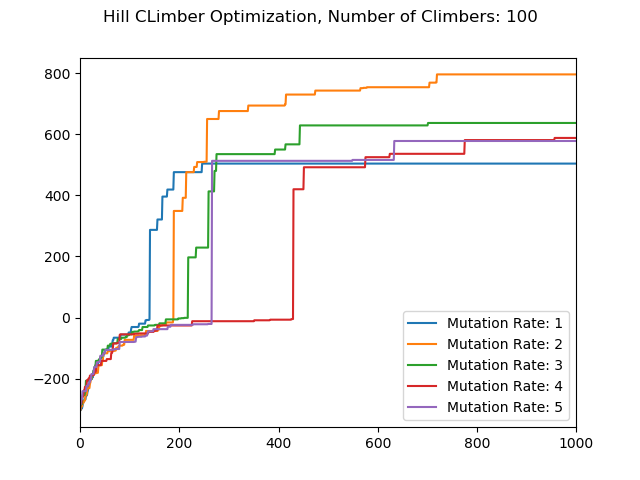 Hill CLimber Optimization, Number of Climbers: 100
800
600
400
200
0
−200
0 200 400 600 800 1000
Mutation Rate: 1
Mutation Rate: 2
Mutation Rate: 3
Mutation Rate: 4
Mutation Rate: 5